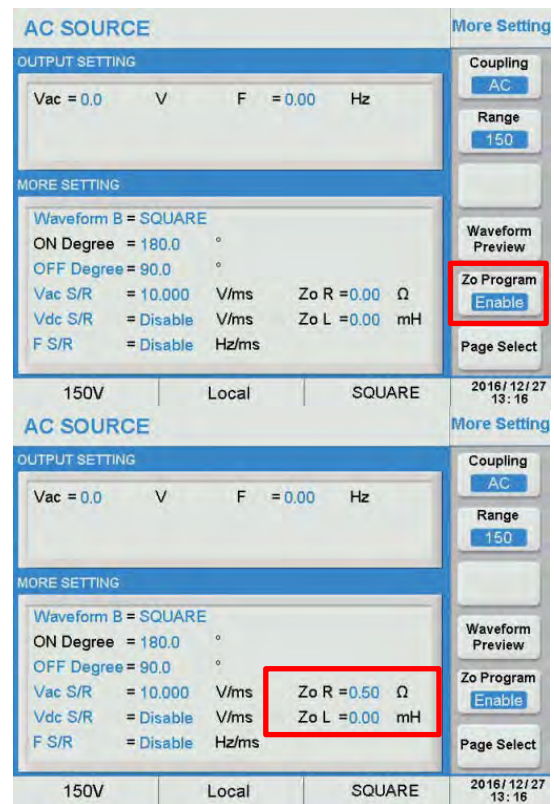 AC SOURCE
More Setting
OUTPUT SETTING
Vac = 0.0 V F = 0.00 Hz
Coupling
AC
Range
150
MORE SETTING
Waveform B = SQUARE
ON Degree = 180.0 °
OFF Degree = 90.0 °
Vac S/R = 10.000 V/ms Zo R =0.00 Ω
Vdc S/R = Disable V/ms Zo L =0.00 mH
F S/R = Disable Hz/ms
Waveform
Preview
Zo Program
Enable
Page Select
150V Local SQUARE
2016/12/27
13:16
AC SOURCE
More Setting
OUTPUT SETTING
Vac = 0.0 V F = 0.00 Hz
Coupling
AC
Range
150
MORE SETTING
Waveform B = SQUARE
ON Degree = 180.0 °
OFF Degree = 90.0 °
Vac S/R = 10.000 V/ms Zo R =0.50 Ω
Vdc S/R = Disable V/ms Zo L =0.00 mH
F S/R = Disable Hz/ms
Waveform
Preview
Zo Program
Enable
Page Select
150V Local SQUARE
2016/12/27
13:16